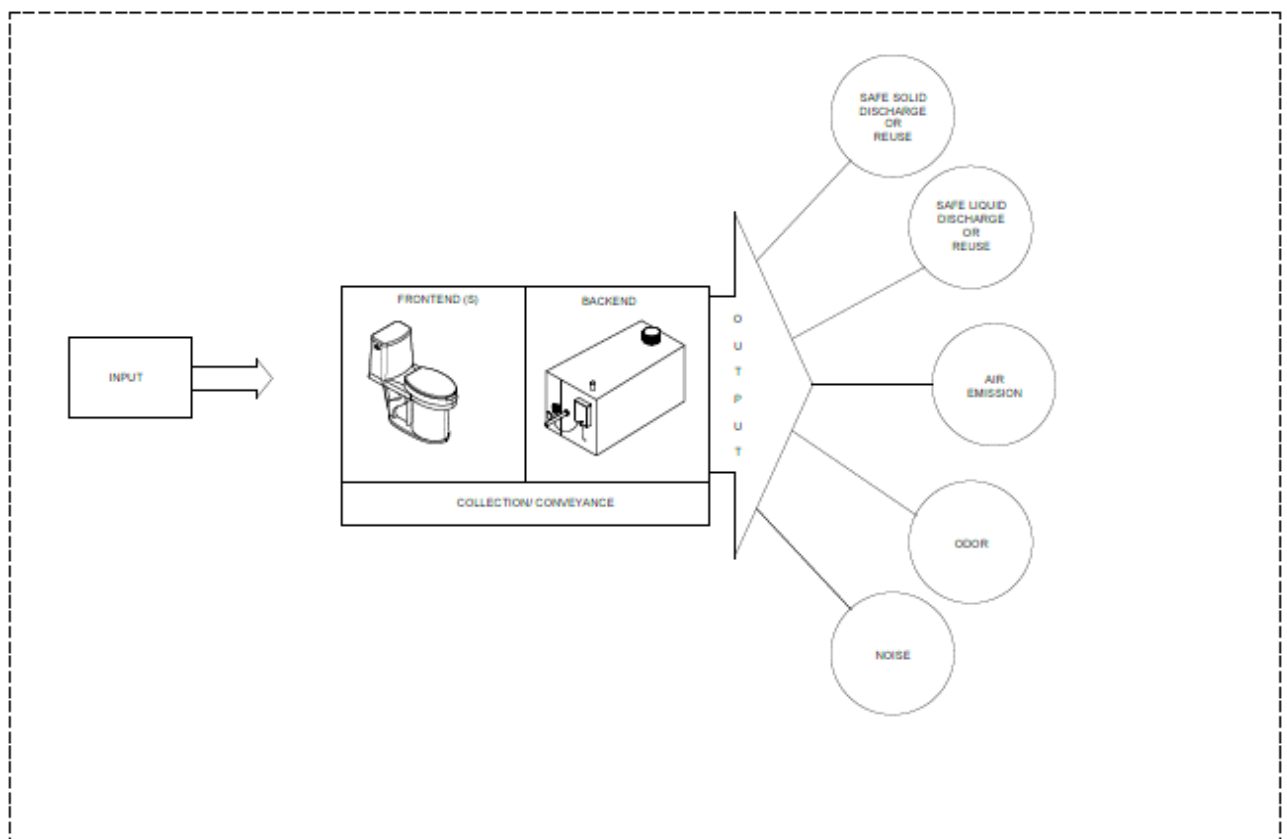 SAFE SOLID
DISCHARGE
OR
REUSE
SAFE LIQUID
DISCHARGE
OR
REUSE
FRONTEND (S)
BACKEND
INPUT
O
U
T
P
U
T
AIR
EMISSION
COLLECTION/ CONVEYANCE
ODOR
NOISE